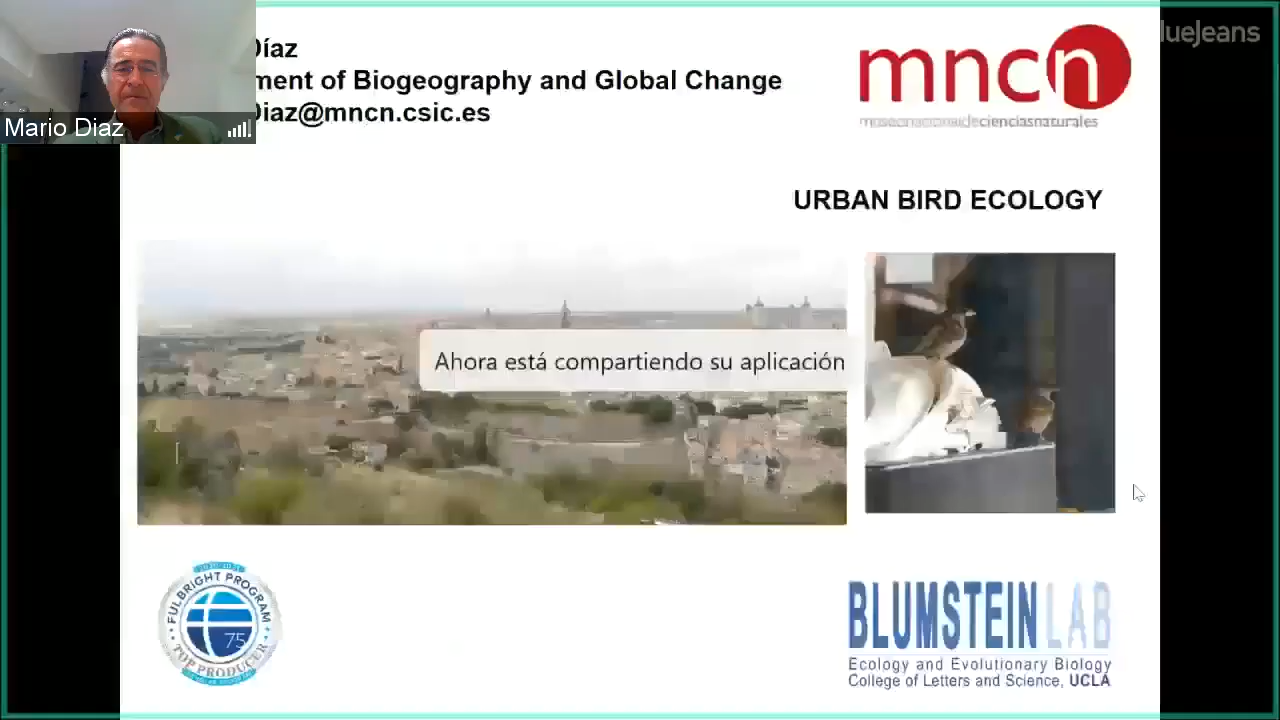 Díaz
ment of Biogeography and Global Change
Diaz@mncn.csic.es
Mario Diaz
lueJeans
mncn
museonacionaldecienciasnaturales
URBAN BIRD ECOLOGY
Ahora está compartiendo su aplicación
FULBRIGHT PROGRAM
75
TOP PRODUCER
BLUMSTEIN LAB
Ecology and Evolutionary Biology
College of Letters and Science, UCLA